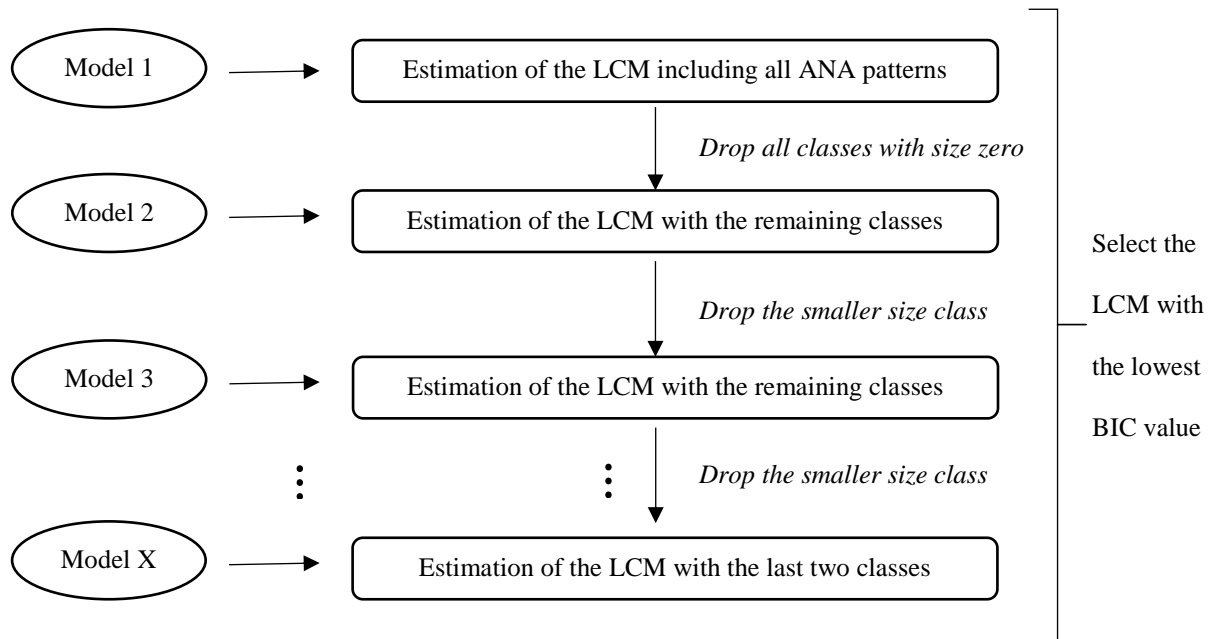 Model 1
Estimation of the LCM including all ANA patterns
Drop all classes with size zero
Model 2
Estimation of the LCM with the remaining classes
Drop the smaller size class
Model 3
Estimation of the LCM with the remaining classes
Drop the smaller size class
Model X
Estimation of the LCM with the last two classes
Select the
LCM with
the lowest
BIC value